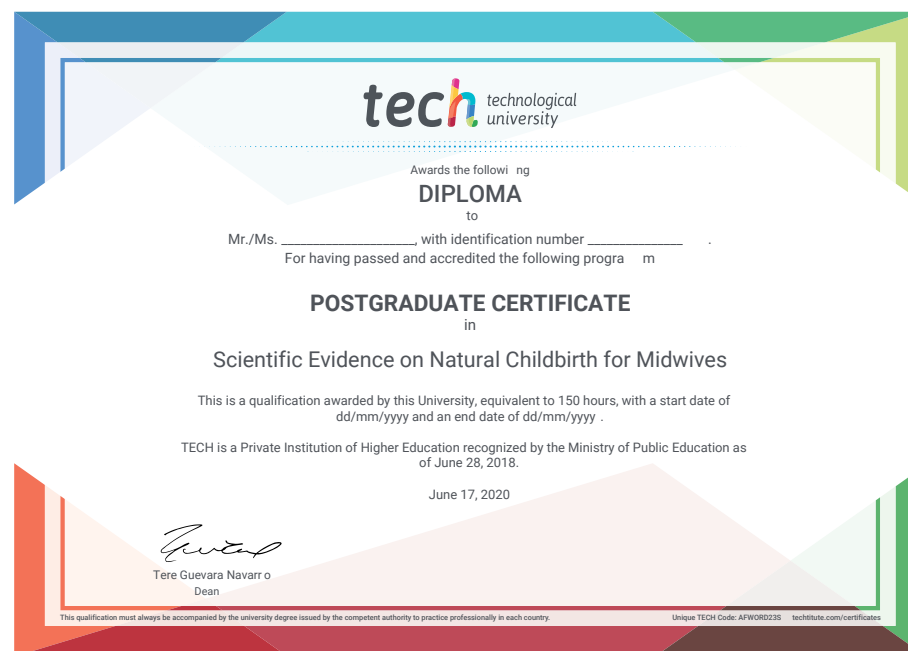 tech technological
university
Awards the followi ng
DIPLOMA
to
Mr./Ms. _____________________, with identification number _______________ .
For having passed and accredited the following progra m
POSTGRADUATE CERTIFICATE
in
Scientific Evidence on Natural Childbirth for Midwives
This is a qualification awarded by this University, equivalent to 150 hours, with a start date of
dd/mm/yyyy and an end date of dd/mm/yyyy .
TECH is a Private Institution of Higher Education recognized by the Ministry of Public Education as
of June 28, 2018.
June 17, 2020
Tere Guevara Navarr o
Dean
This qualification must always be accompanied by the university degree issued by the competent authority to practice professionally in each country.
Unique TECH Code: AFWORD23S techtitute.com/certificates